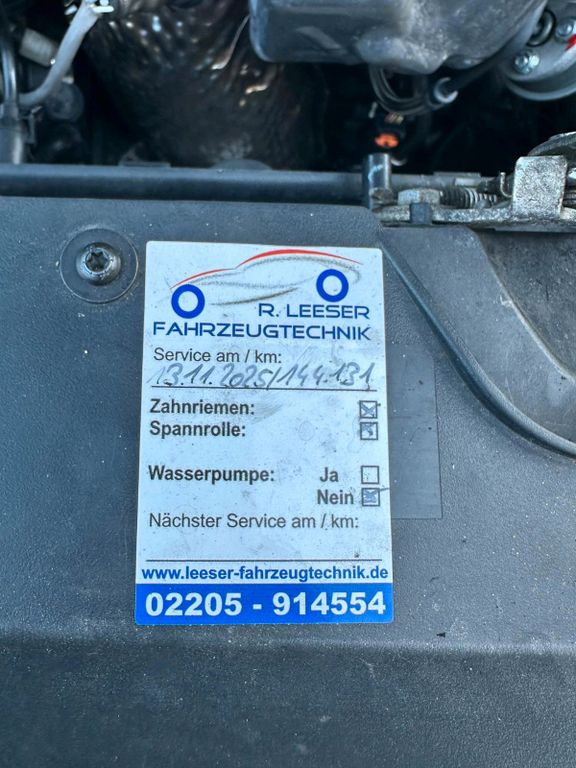 R. LEESER
FAHRZEUGTECHNIK
Service am / km:
13.11.2025/144.131
Zahnriemen: ☒
Spannrolle: ☒
Wasserpumpe: Ja ☐
Nein ☒
Nächster Service am / km:
www.leeser-fahrzeugtechnik.de
02205 - 914554